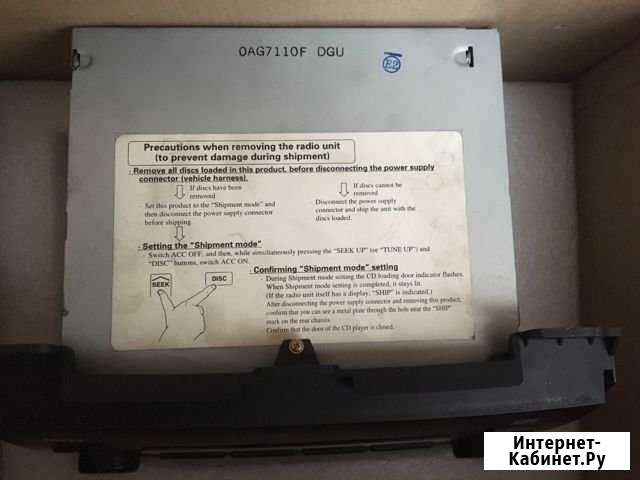 0AG7110F DGU
Precautions when removing the radio unit
(to prevent damage during shipment)
· Remove all discs loaded in this product, before disconnecting the power supply
connector (vehicle harness).
If discs have been
removed
If discs cannot be
removed
Set this product to the "Shipment mode" and
then disconnect the power supply connector
before shipping.
· Disconnect the power supply
connector and ship the unit with the
discs loaded.
· Setting the "Shipment mode"
· Switch ACC OFF, and then, while simultaneously pressing the "SEEK UP" (or "TUNE UP") and
"DISC" buttons, switch ACC ON.
SEEK
DISC
· Confirming "Shipment mode" setting
· During Shipment mode setting the CD loading door indicator flashes.
When Shipment mode setting is completed, it stays lit.
(If the radio unit itself has a display, "SHIP" is indicated.)
After disconnecting the power supply connector and removing this product,
confirm that you can see a metal plate through the hole near the "SHIP"
mark on the rear chassis.
Confirm that the door of the CD player is closed.
Интернет-
Кабинет.Ру